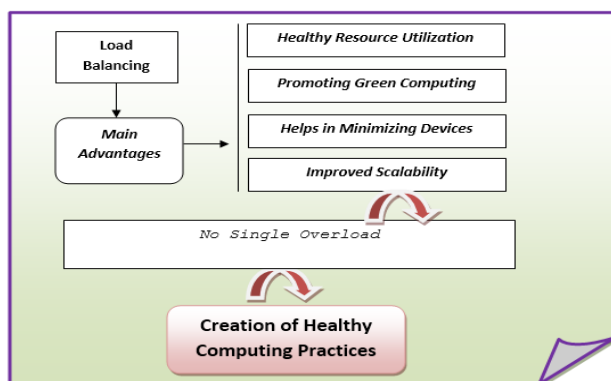 Load
Balancing
Main
Advantages
Healthy Resource Utilization
Promoting Green Computing
Helps in Minimizing Devices
Improved Scalability
No Single Overload
Creation of Healthy
Computing Practices